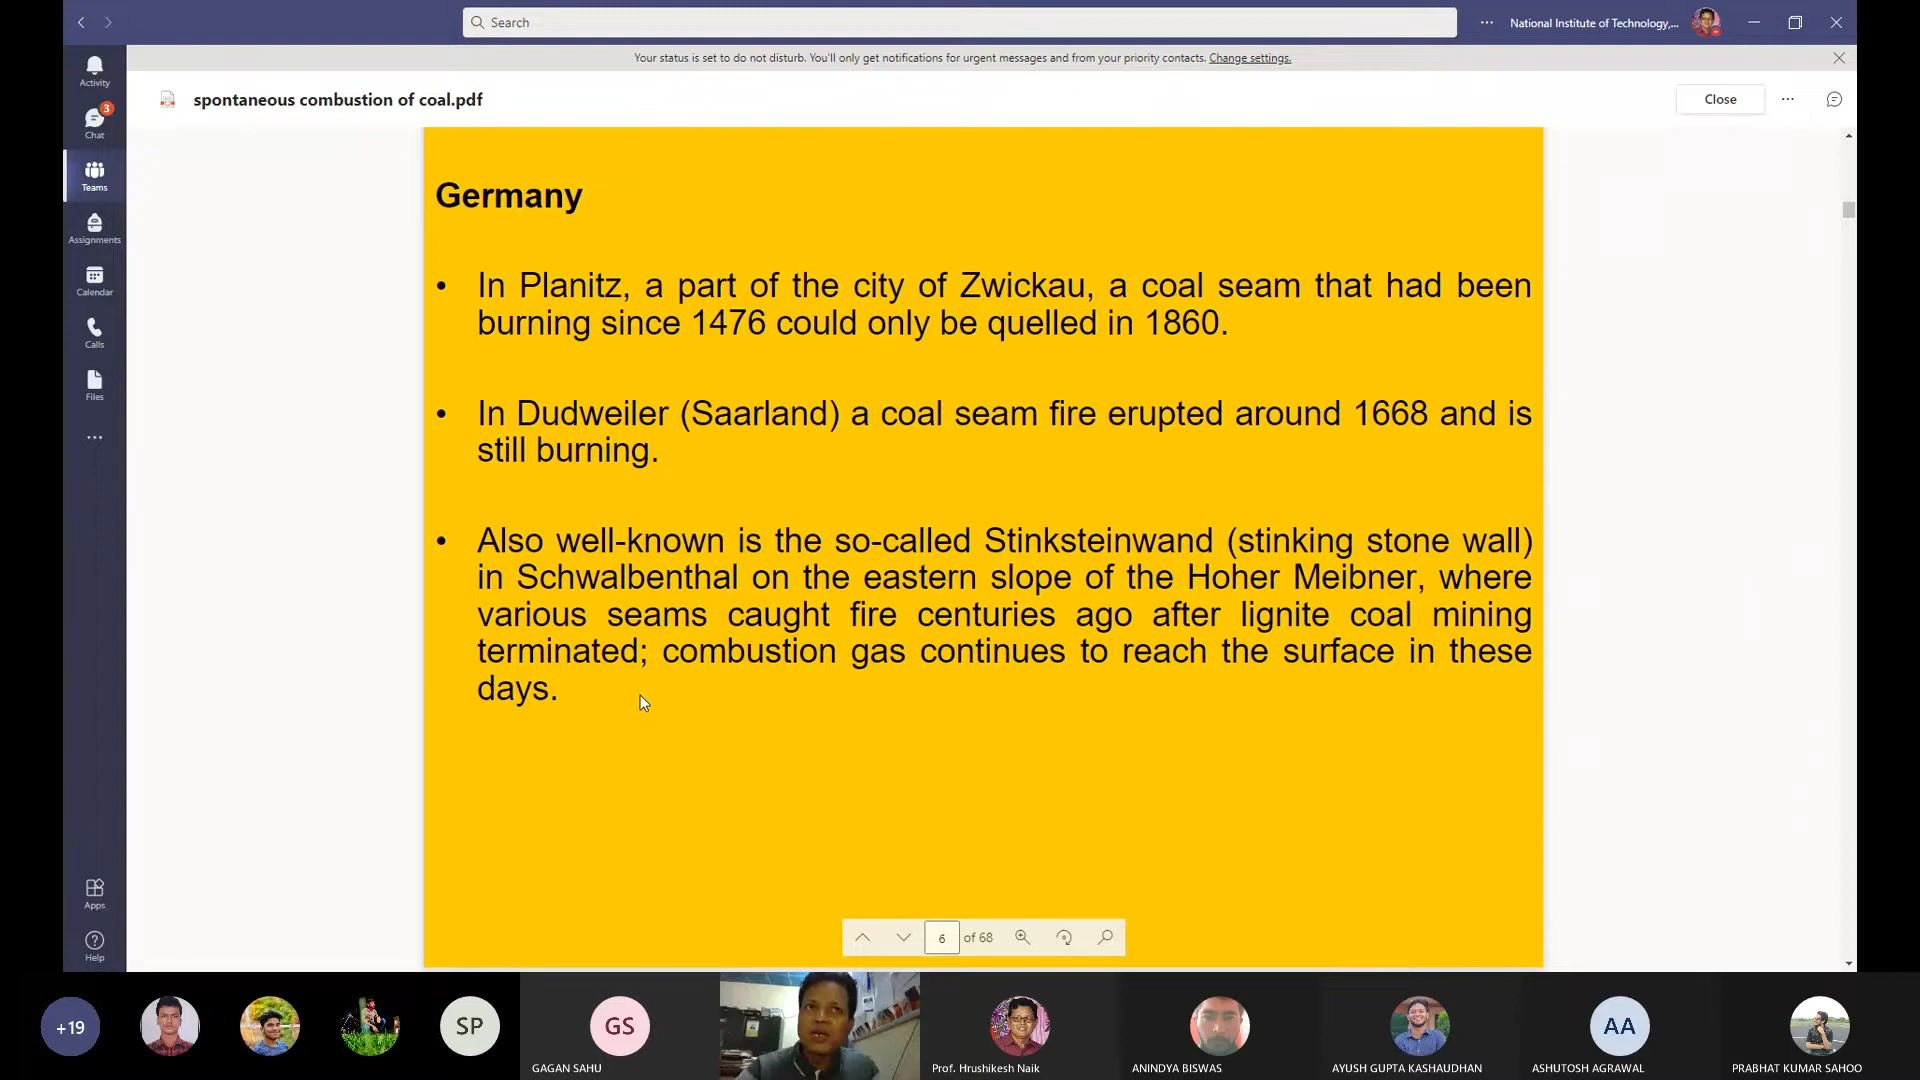 Search
National Institute of Technology,...
Your status is set to do not disturb. You'll only get notifications for urgent messages and from your priority contacts. Change settings.
Activity
3
Chat
Teams
Assignments
Calendar
Calls
Files
Apps
Help
spontaneous combustion of coal.pdf
Close
Germany
• In Planitz, a part of the city of Zwickau, a coal seam that had been
burning since 1476 could only be quelled in 1860.
• In Dudweiler (Saarland) a coal seam fire erupted around 1668 and is
still burning.
• Also well-known is the so-called Stinksteinwand (stinking stone wall)
in Schwalbenthal on the eastern slope of the Hoher Meibner, where
various seams caught fire centuries ago after lignite coal mining
terminated; combustion gas continues to reach the surface in these
days.
6 of 68
+19
SP
GS
AA
GAGAN SAHU
Prof. Hrushikesh Naik
ANINDYA BISWAS
AYUSH GUPTA KASHAUDHAN
ASHUTOSH AGRAWAL
PRABHAT KUMAR SAHOO